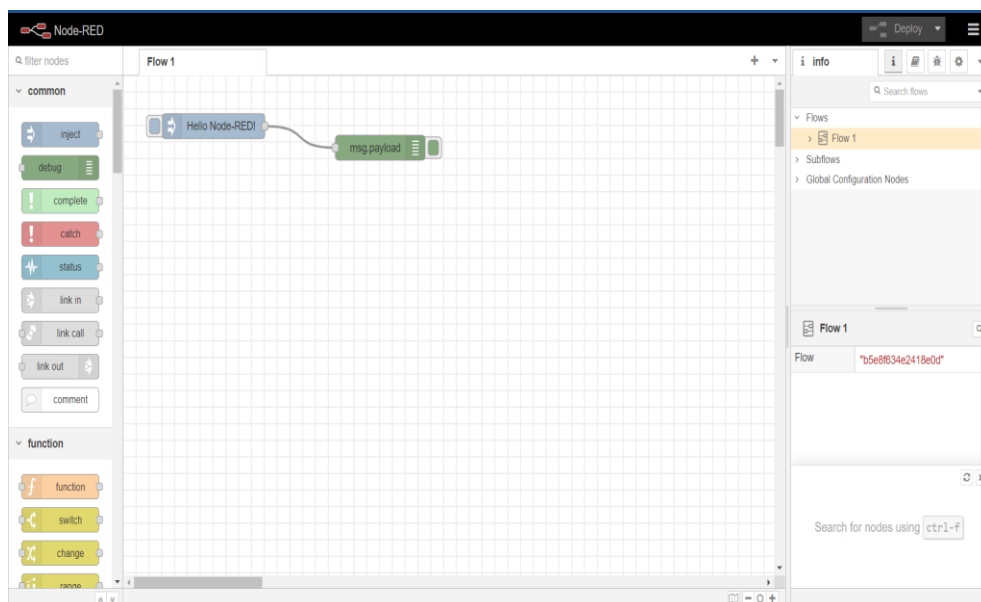 Node-RED
Deploy
filter nodes
Flow 1
i info
i
Search flows
common
inject
debug
complete
catch
status
link in
link call
link out
comment
function
function
switch
change
range
Hello Node-RED!
msg.payload
Flows
Flow 1
Subflows
Global Configuration Nodes
Flow 1
Flow "b5e8f634e2418e0d"
Search for nodes using ctrl-f